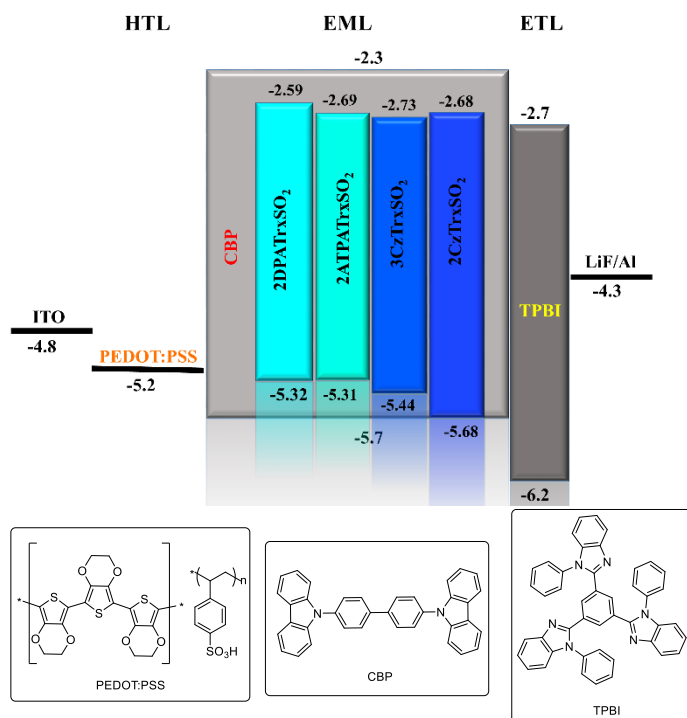 HTL EML ETL
-2.3
-2.59 -2.69 -2.73 -2.68 -2.7
CBP 2DPATrxSO₂ 2ATPATrxSO₂ 3CzTrxSO₂ 2CzTrxSO₂ TPBI
LiF/Al
-4.3
ITO
-4.8
PEDOT:PSS
-5.2
-5.32 -5.31 -5.44 -5.68
-5.7
-6.2
* S S S O O O O O O * * n SO₃H
PEDOT:PSS
N N
CBP
N N N N N N
TPBI